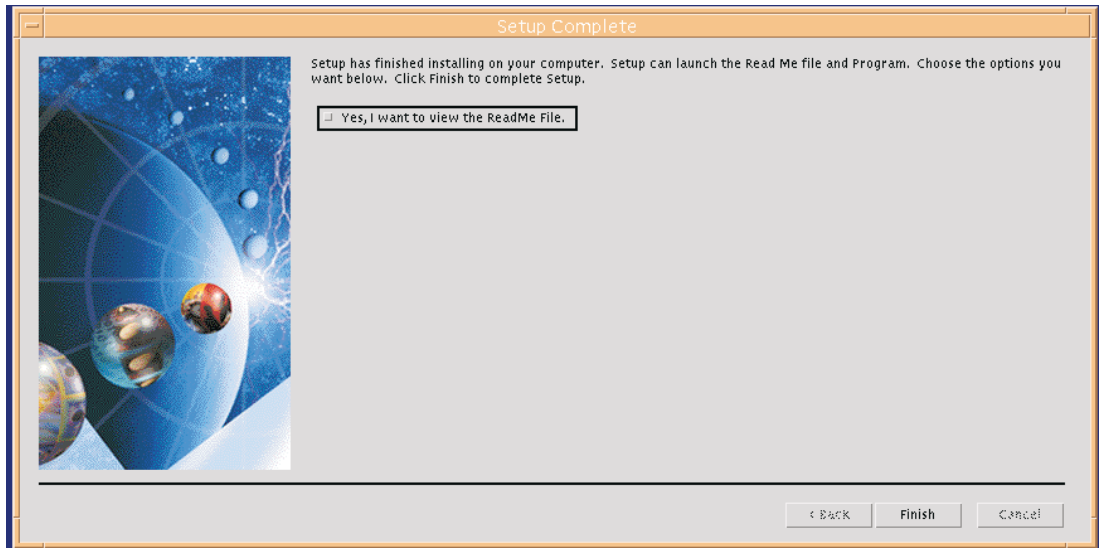 Setup Complete
Setup has finished installing on your computer. Setup can launch the Read Me file and Program. Choose the options you
want below. Click Finish to complete Setup.
Yes, I want to view the ReadMe File.
< Back Finish Cancel